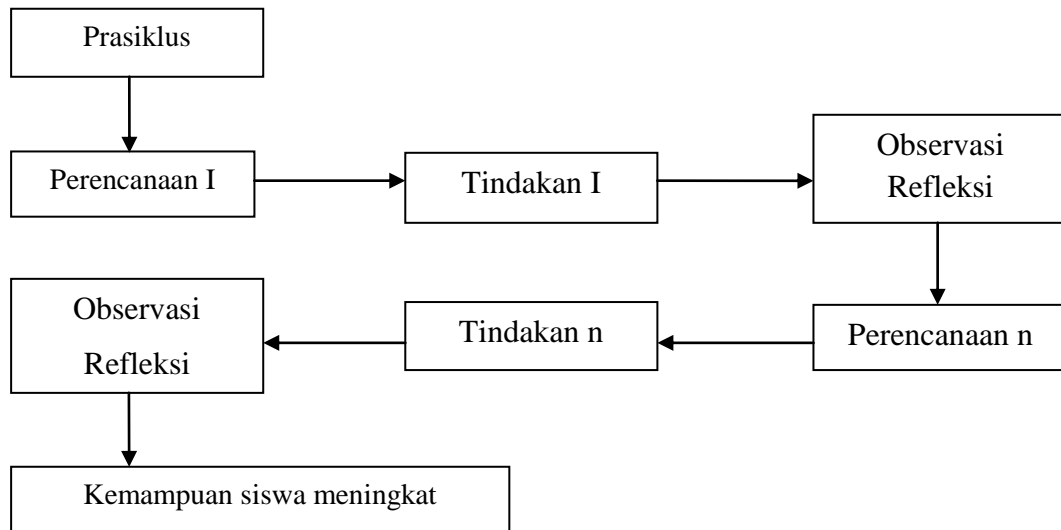 Prasiklus
Perencanaan I
Tindakan I
Observasi
Refleksi
Observasi
Refleksi
Tindakan n
Perencanaan n
Kemampuan siswa meningkat